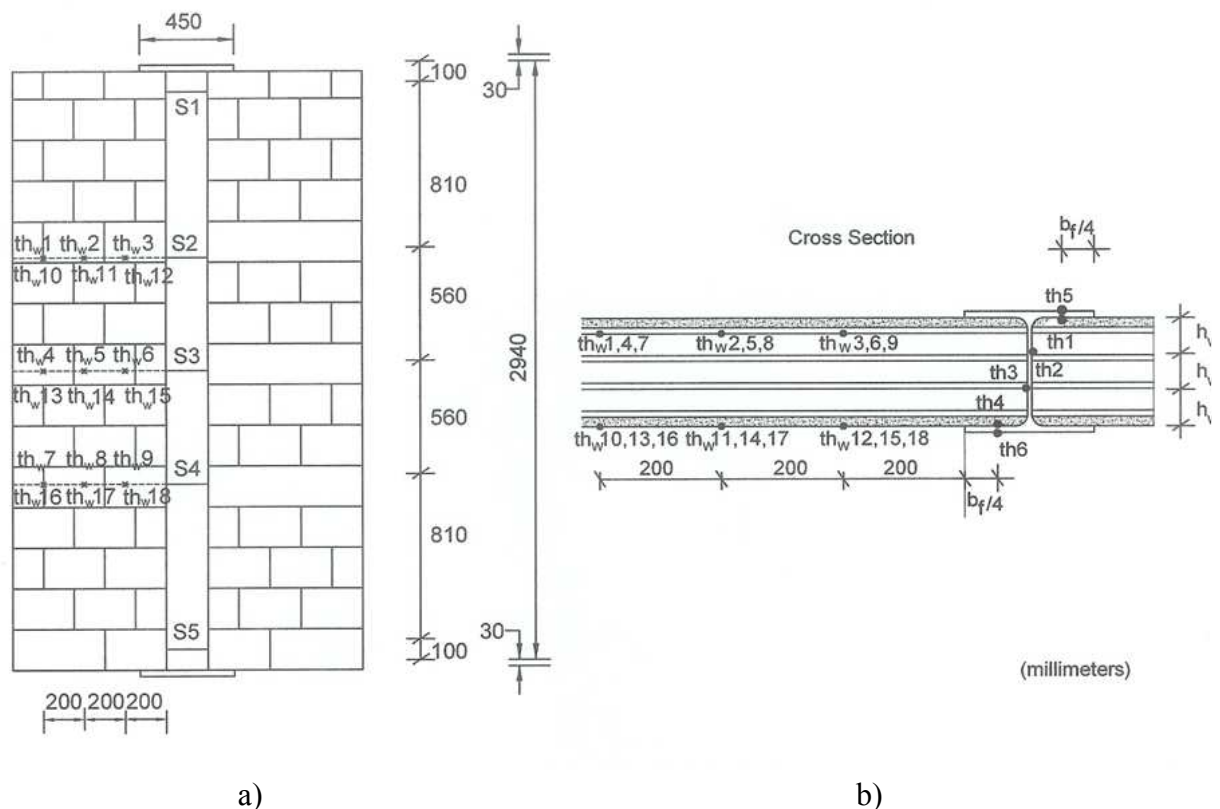 450
100
30
S1
810
th_w1 th_w2 th_w3 S2
th_w10 th_w11 th_w12
560
th_w4 th_w5 th_w6 S3
th_w13 th_w14 th_w15
2940
560
th_w7 th_w8 th_w9 S4
th_w16 th_w17 th_w18
810
S5
30
100
200 200 200
a)
Cross Section
b_f/4
th5
th_w1,4,7 th_w2,5,8 th_w3,6,9 th1
th3 th2
th4
th_w10,13,16 th_w11,14,17 th_w12,15,18 th6
200 200 200
b_f/4
(millimeters)
b)